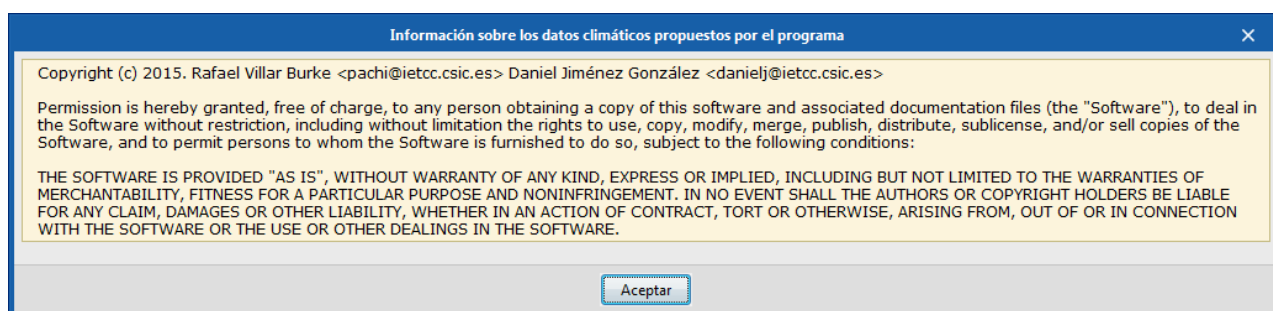 Información sobre los datos climáticos propuestos por el programa
Copyright (c) 2015. Rafael Villar Burke <pachi@ietcc.csic.es> Daniel Jiménez González <danielj@ietcc.csic.es>
Permission is hereby granted, free of charge, to any person obtaining a copy of this software and associated documentation files (the "Software"), to deal in
the Software without restriction, including without limitation the rights to use, copy, modify, merge, publish, distribute, sublicense, and/or sell copies of the
Software, and to permit persons to whom the Software is furnished to do so, subject to the following conditions:
THE SOFTWARE IS PROVIDED "AS IS", WITHOUT WARRANTY OF ANY KIND, EXPRESS OR IMPLIED, INCLUDING BUT NOT LIMITED TO THE WARRANTIES OF
MERCHANTABILITY, FITNESS FOR A PARTICULAR PURPOSE AND NONINFRINGEMENT. IN NO EVENT SHALL THE AUTHORS OR COPYRIGHT HOLDERS BE LIABLE
FOR ANY CLAIM, DAMAGES OR OTHER LIABILITY, WHETHER IN AN ACTION OF CONTRACT, TORT OR OTHERWISE, ARISING FROM, OUT OF OR IN CONNECTION
WITH THE SOFTWARE OR THE USE OR OTHER DEALINGS IN THE SOFTWARE.
Aceptar